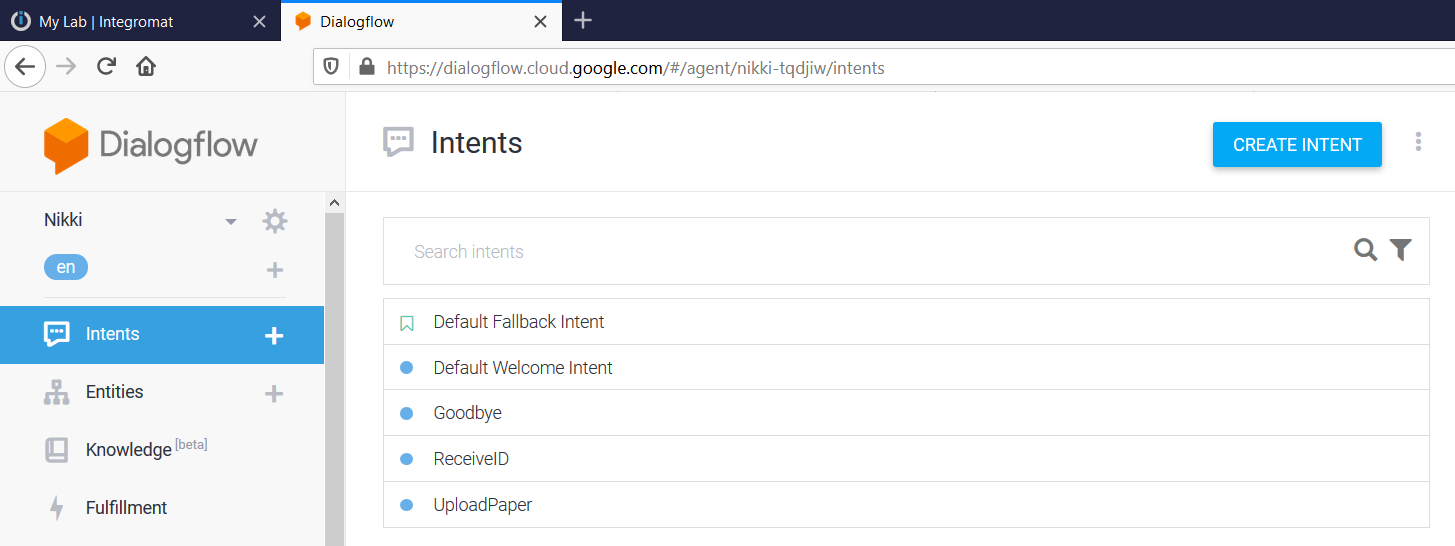 My Lab | Integromat
Dialogflow
https://dialogflow.cloud.google.com/#/agent/nikki-tqdjiw/intents
Dialogflow
Intents
CREATE INTENT
Nikki
en
Search intents
Intents
Entities
Knowledge [beta]
Fulfillment
Default Fallback Intent
Default Welcome Intent
Goodbye
ReceiveID
UploadPaper